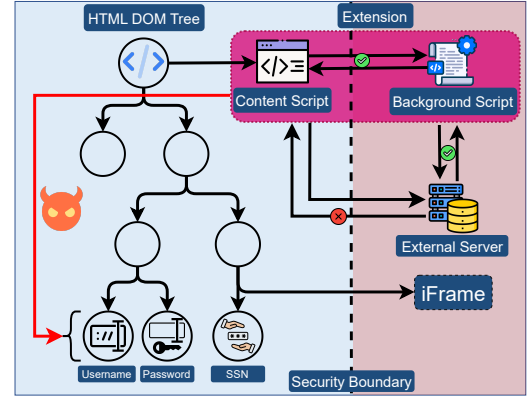 HTML DOM Tree
Extension
Content Script
Background Script
External Server
iFrame
Username
Password
SSN
Security Boundary